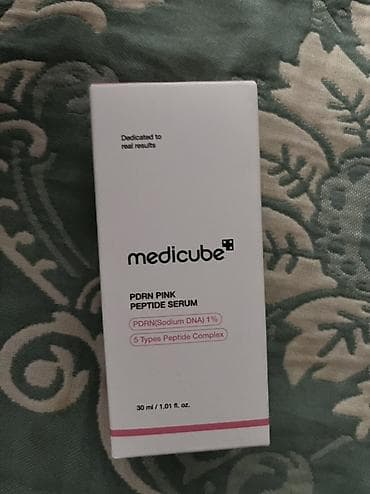 Dedicated to
real results
medicube
PDRN PINK
PEPTIDE SERUM
PDRN(Sodium DNA) 1%
5 Types Peptide Complex
30 ml / 1.01 fl. oz.